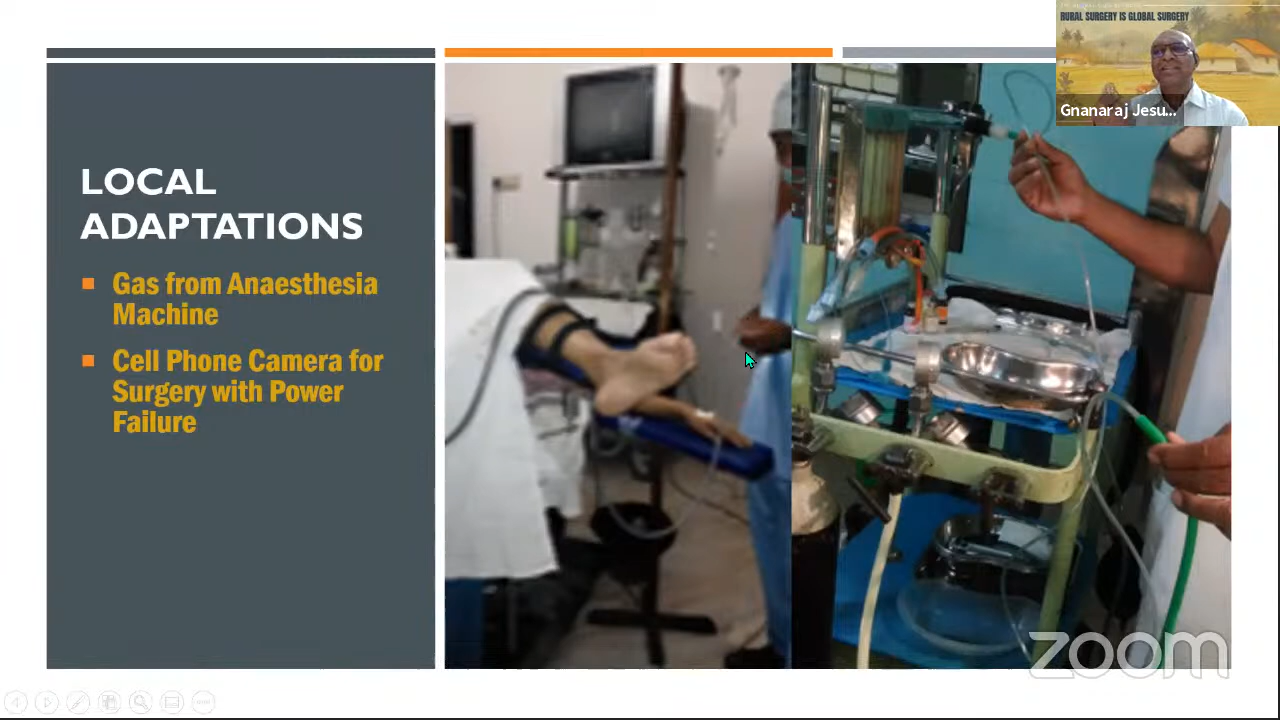 RURAL SURGERY IS GLOBAL SURGERY
Gnanaraj Jesu...
LOCAL
ADAPTATIONS
Gas from Anaesthesia
Machine
Cell Phone Camera for
Surgery with Power
Failure
zoom